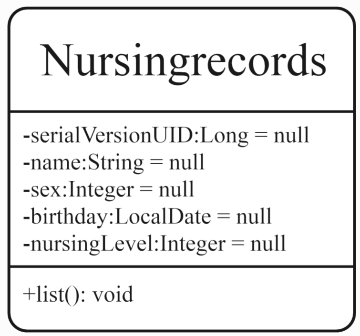 Nursingrecords
-serialVersionUID:Long = null
-name:String = null
-sex:Integer = null
-birthday:LocalDate = null
-nursingLevel:Integer = null
+list(): void